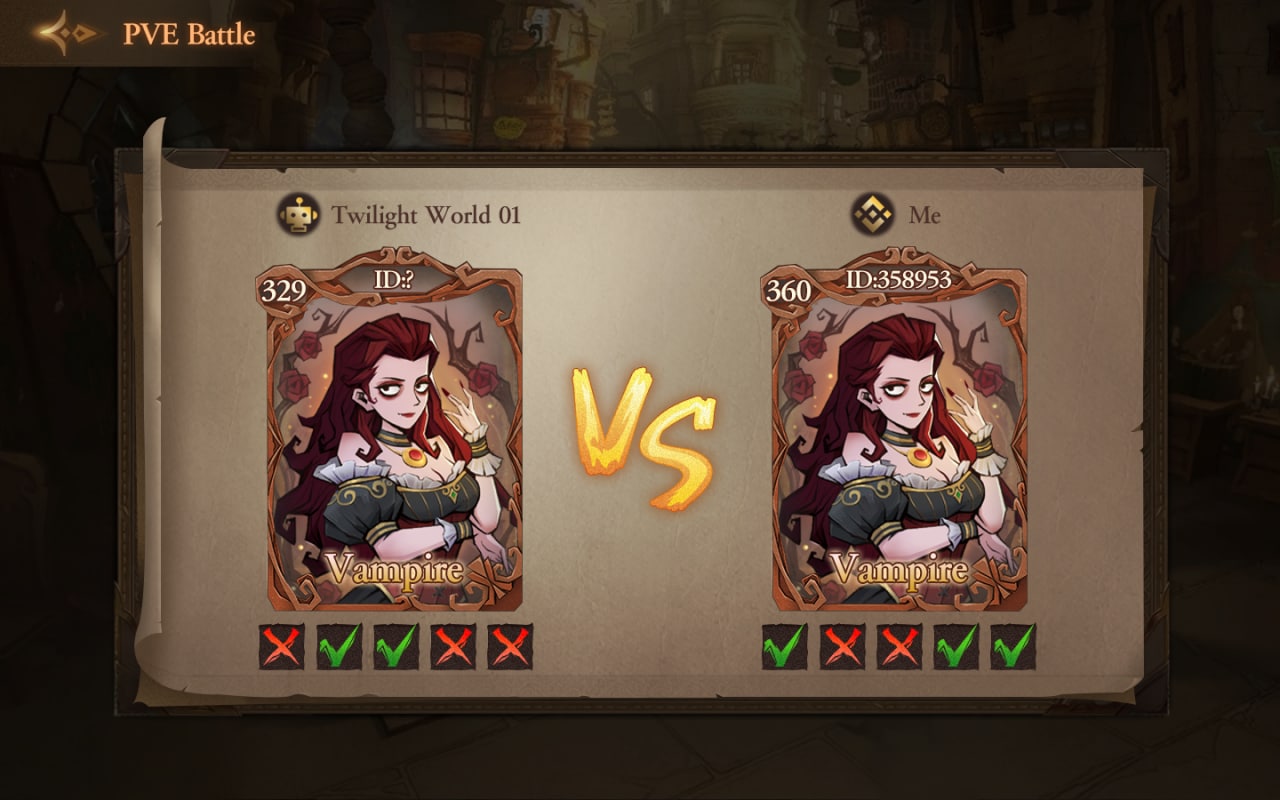 PVE Battle
Twilight World 01
Me
329
ID:?
360
ID:358953
VS
Vampire
Vampire